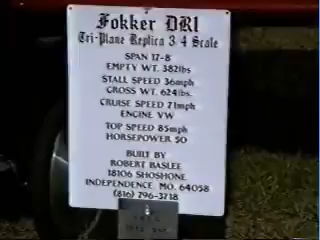 Fokker DR1
Tri-Plane Replica 3/4 Scale
SPAN 17-8
EMPTY WT. 382lbs
STALL SPEED 36mph
GROSS WT. 624lbs.
CRUISE SPEED 71mph
ENGINE VW
TOP SPEED 85mph
HORSEPOWER 50
BUILT BY
ROBERT BASLEE
18106 SHOSHONE
INDEPENDENCE, MO. 64058
(816) 796-3718